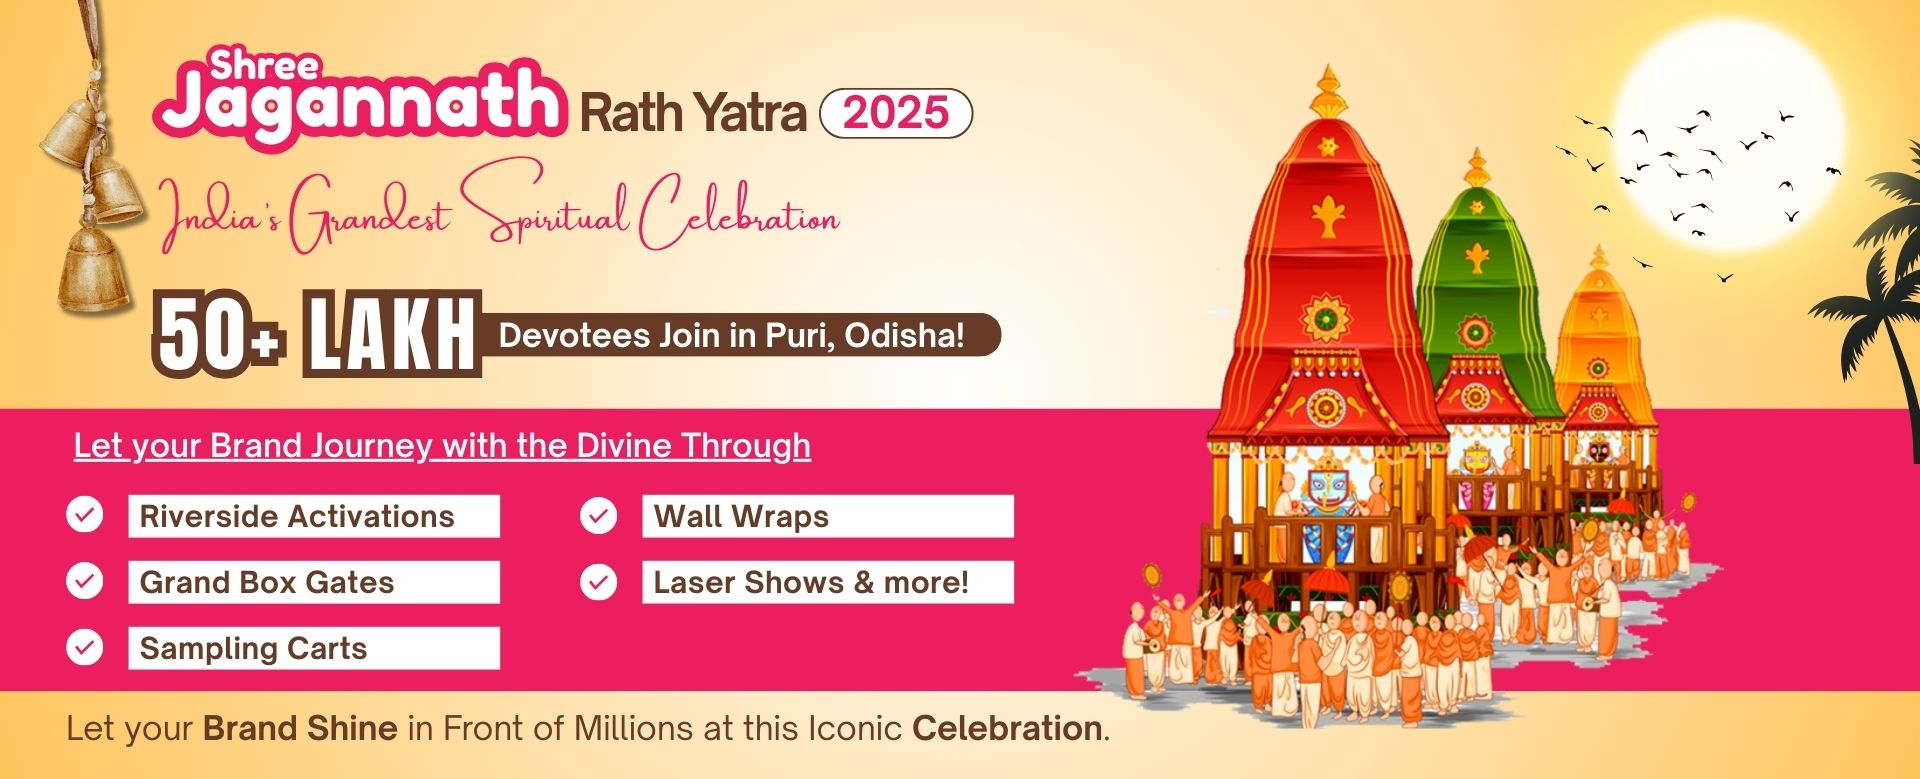 Shree
Jagannath Rath Yatra 2025
India's Grandest Spiritual Celebration
50+ LAKH Devotees Join in Puri, Odisha!
Let your Brand Journey with the Divine Through
Riverside Activations
Grand Box Gates
Sampling Carts
Wall Wraps
Laser Shows & more!
Let your Brand Shine in Front of Millions at this Iconic Celebration.